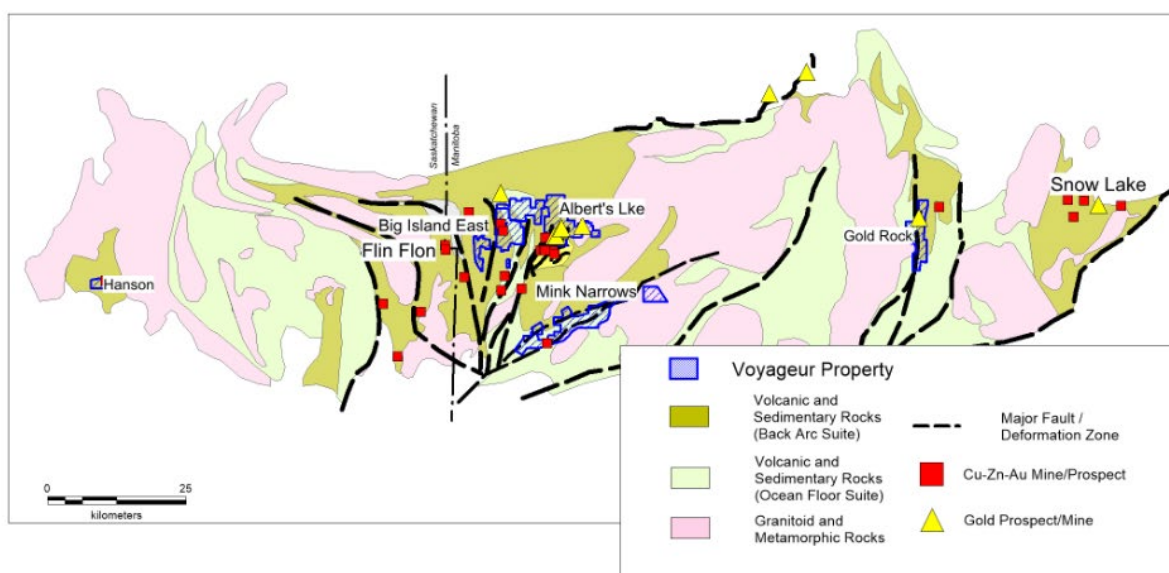 Saskatchewan
Manitoba
Snow Lake
Albert's Lke
Big Island East
Gold Rock
Flin Flon
Hanson
Mink Narrows
Voyageur Property
Volcanic and
Sedimentary Rocks
(Back Arc Suite)
Major Fault /
Deformation Zone
Volcanic and
Sedimentary Rocks
(Ocean Floor Suite)
Cu-Zn-Au Mine/Prospect
Granitoid and
Metamorphic Rocks
Gold Prospect/Mine
0 25
kilometers